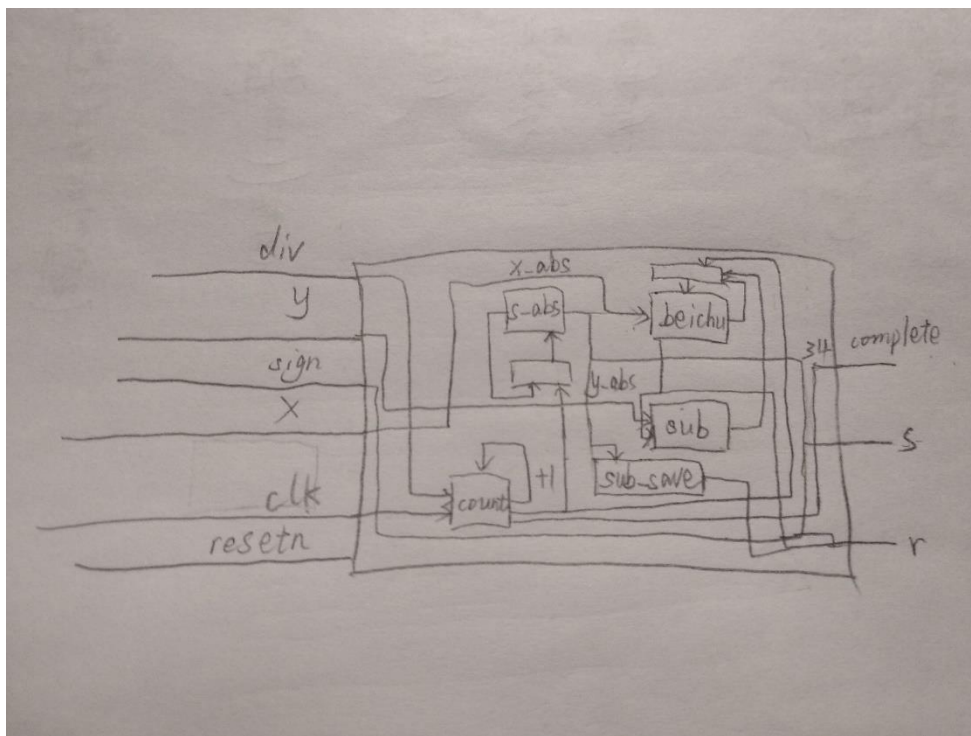 div
y
sign
x
clk
resetn
x_abs
s_abs
beichu
y_abs
sub
sub_save
count
+1
34
complete
s
r